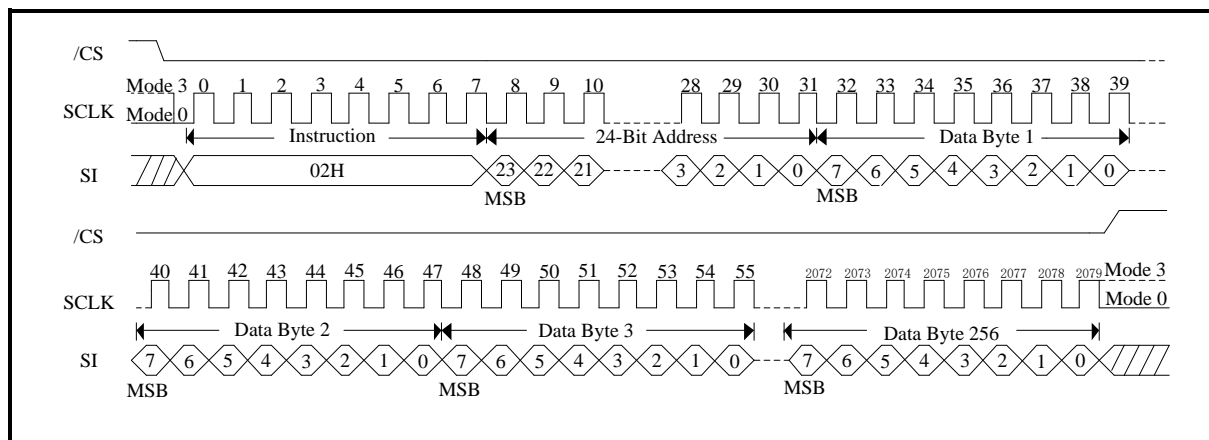 /CS
Mode 3 0 1 2 3 4 5 6 7 8 9 10 28 29 30 31 32 33 34 35 36 37 38 39
SCLK Mode 0
Instruction 24-Bit Address Data Byte 1
SI 02H 23 22 21 3 2 1 0 7 6 5 4 3 2 1 0
MSB MSB
/CS
40 41 42 43 44 45 46 47 48 49 50 51 52 53 54 55 2072 2073 2074 2075 2076 2077 2078 2079 Mode 3
SCLK Mode 0
Data Byte 2 Data Byte 3 Data Byte 256
SI 7 6 5 4 3 2 1 0 7 6 5 4 3 2 1 0 7 6 5 4 3 2 1 0
MSB MSB MSB